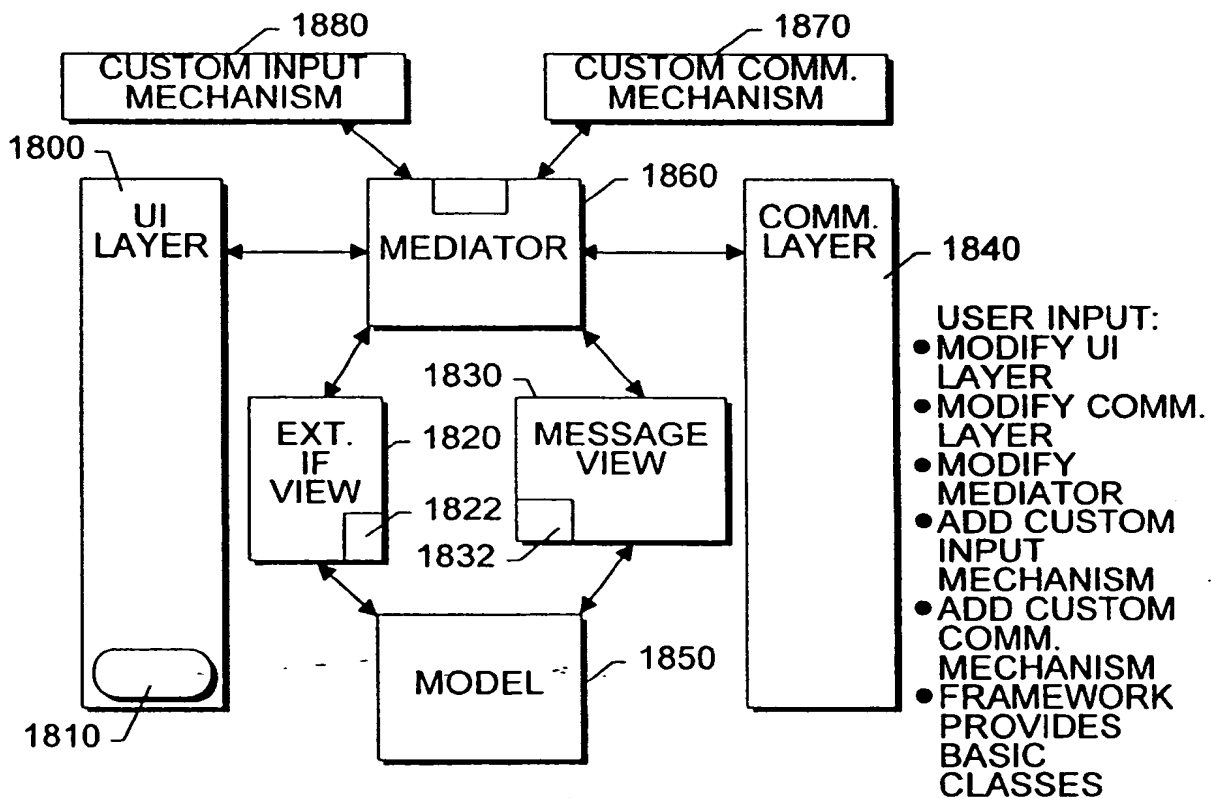 1880
1870
CUSTOM INPUT
MECHANISM
CUSTOM COMM.
MECHANISM
1800
1860
UI
LAYER
MEDIATOR
COMM.
LAYER
1840
1830
EXT.
IF
VIEW
1820
MESSAGE
VIEW
1822
1832
MODEL
1850
1810
USER INPUT:
● MODIFY UI
LAYER
● MODIFY COMM.
LAYER
● MODIFY
MEDIATOR
● ADD CUSTOM
INPUT
MECHANISM
● ADD CUSTOM
COMM.
MECHANISM
● FRAMEWORK
PROVIDES
BASIC
CLASSES